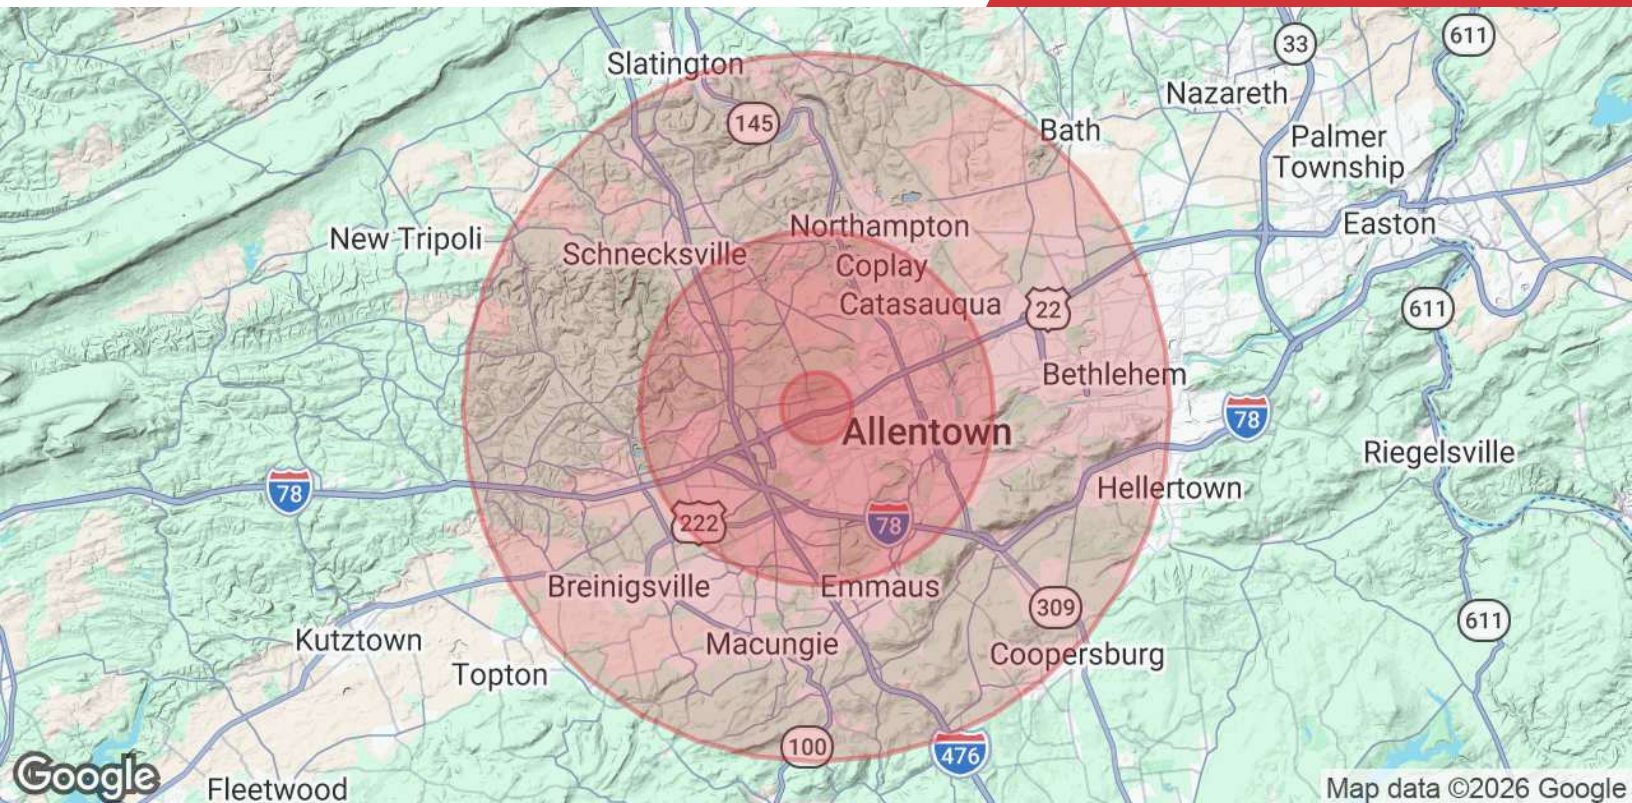 611
33
Slatington
Nazareth
145
Bath
Palmer
Township
Northampton
Easton
New Tripoli
Schnecksville
Coplay
Catasauqua
22
611
Bethlehem
78
Allentown
Riegelsville
78
Hellertown
222
78
Breinigsville
Emmaus
309
611
Kutztown
Macungie
Coopersburg
Topton
100
476
Google
Fleetwood
Map data ©2026 Google